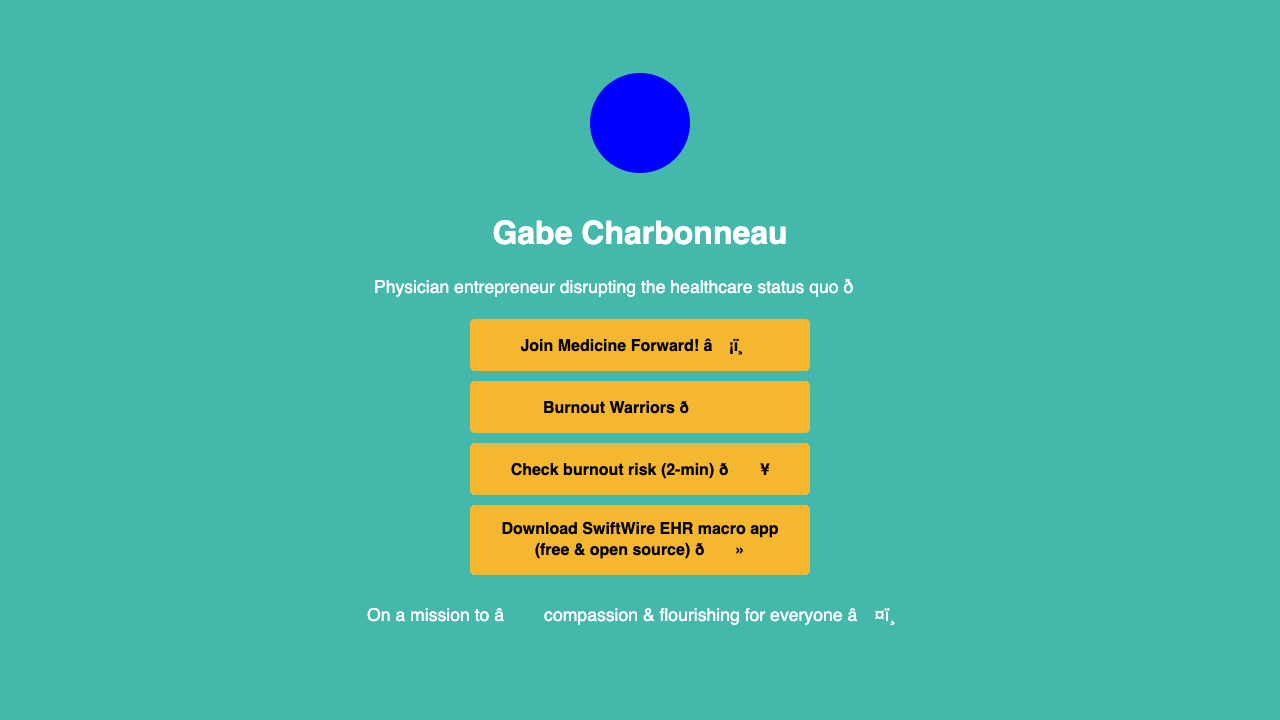 Gabe Charbonneau
Physician entrepreneur disrupting the healthcare status quo ð
Join Medicine Forward! â ¡ï¸
Burnout Warriors ð
Check burnout risk (2-min) ð ¥
Download SwiftWire EHR macro app
(free & open source) ð »
On a mission to â compassion & flourishing for everyone â ¤ï¸